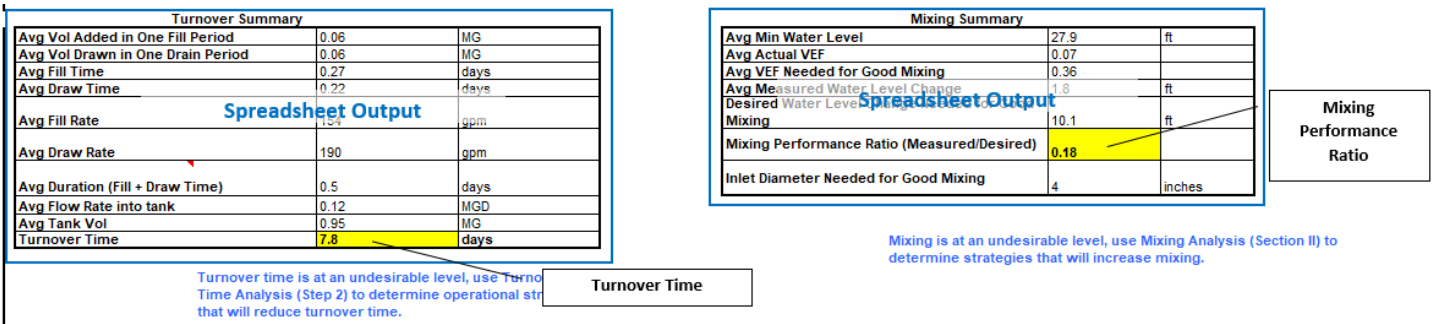 Turnover Summary
Avg Vol Added in One Fill Period 0.06 MG
Avg Vol Drawn in One Drain Period 0.06 MG
Avg Fill Time 0.27 days
Avg Draw Time 0.22 days
Spreadsheet Output
Avg Fill Rate 154 gpm
Avg Draw Rate 190 gpm
Avg Duration (Fill + Draw Time) 0.5 days
Avg Flow Rate into tank 0.12 MGD
Avg Tank Vol 0.95 MG
Turnover Time 7.8 days
Turnover time is at an undesirable level, use Turno
Time Analysis (Step 2) to determine operational str
that will reduce turnover time.
Turnover Time
Mixing Summary
Avg Min Water Level 27.9 ft
Avg Actual VEF 0.07
Avg VEF Needed for Good Mixing 0.36
Avg Measured Water Level Change 1.8 ft
Spreadsheet Output
Desired Water Level Change Needed for Good
Mixing 10.1 ft
Mixing Performance Ratio (Measured/Desired) 0.18
Inlet Diameter Needed for Good Mixing 4 inches
Mixing
Performance
Ratio
Mixing is at an undesirable level, use Mixing Analysis (Section II) to
determine strategies that will increase mixing.